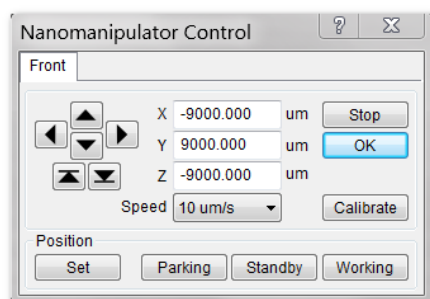 Nanomanipulator Control
Front
X -9000.000 um Stop
Y 9000.000 um OK
Z -9000.000 um
Speed 10 um/s Calibrate
Position
Set Parking Standby Working